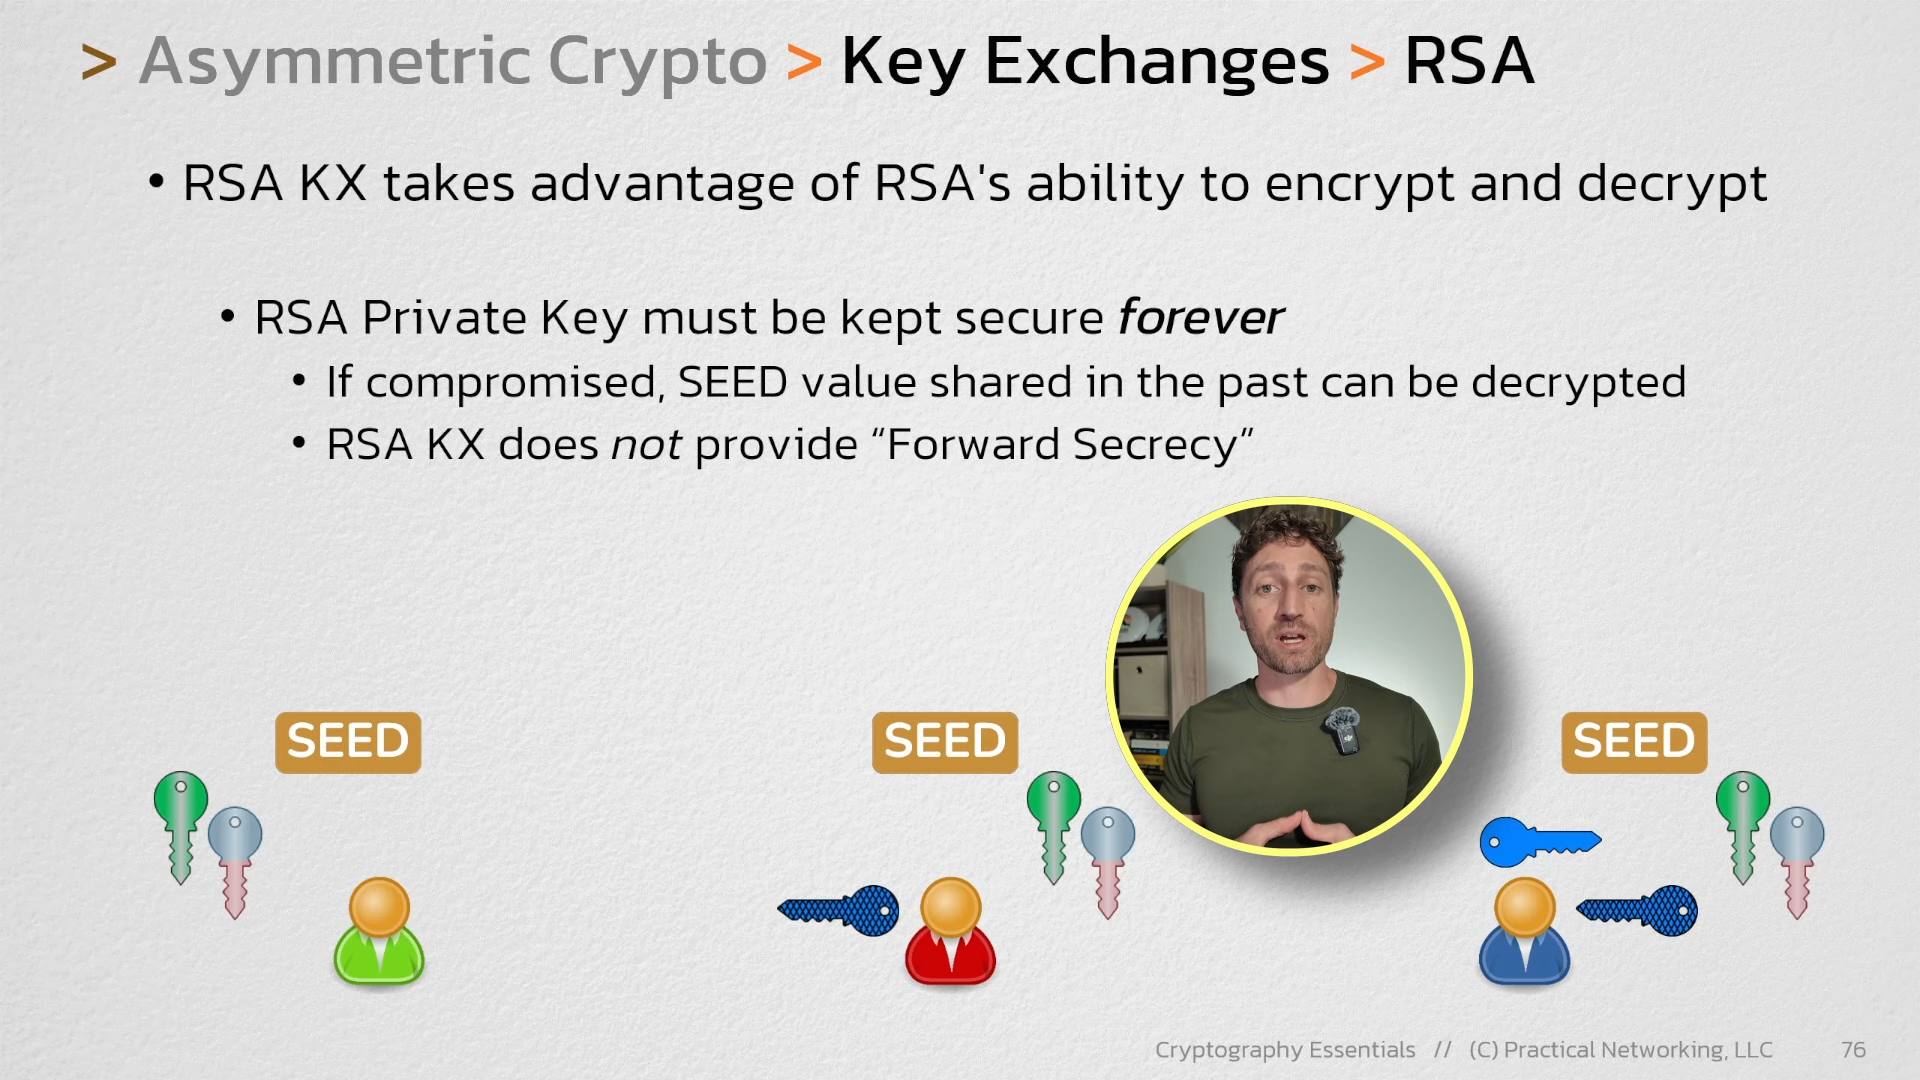 > Asymmetric Crypto > Key Exchanges > RSA
• RSA KX takes advantage of RSA's ability to encrypt and decrypt
• RSA Private Key must be kept secure forever
• If compromised, SEED value shared in the past can be decrypted
• RSA KX does not provide “Forward Secrecy”
SEED
SEED
SEED
Cryptography Essentials // (C) Practical Networking, LLC 76